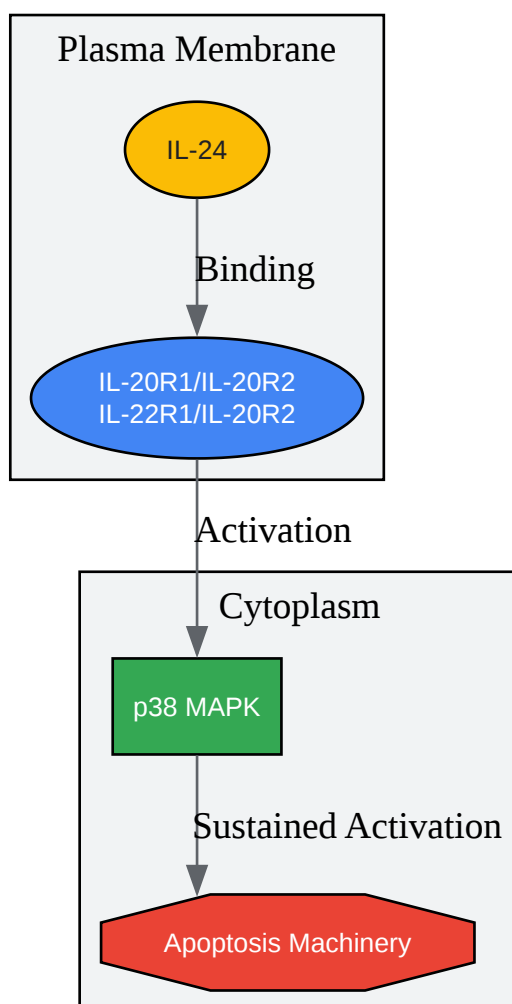 Plasma Membrane
IL-24
Binding
IL-20R1/IL-20R2
IL-22R1/IL-20R2
Activation
Cytoplasm
p38 MAPK
Sustained Activation
Apoptosis Machinery